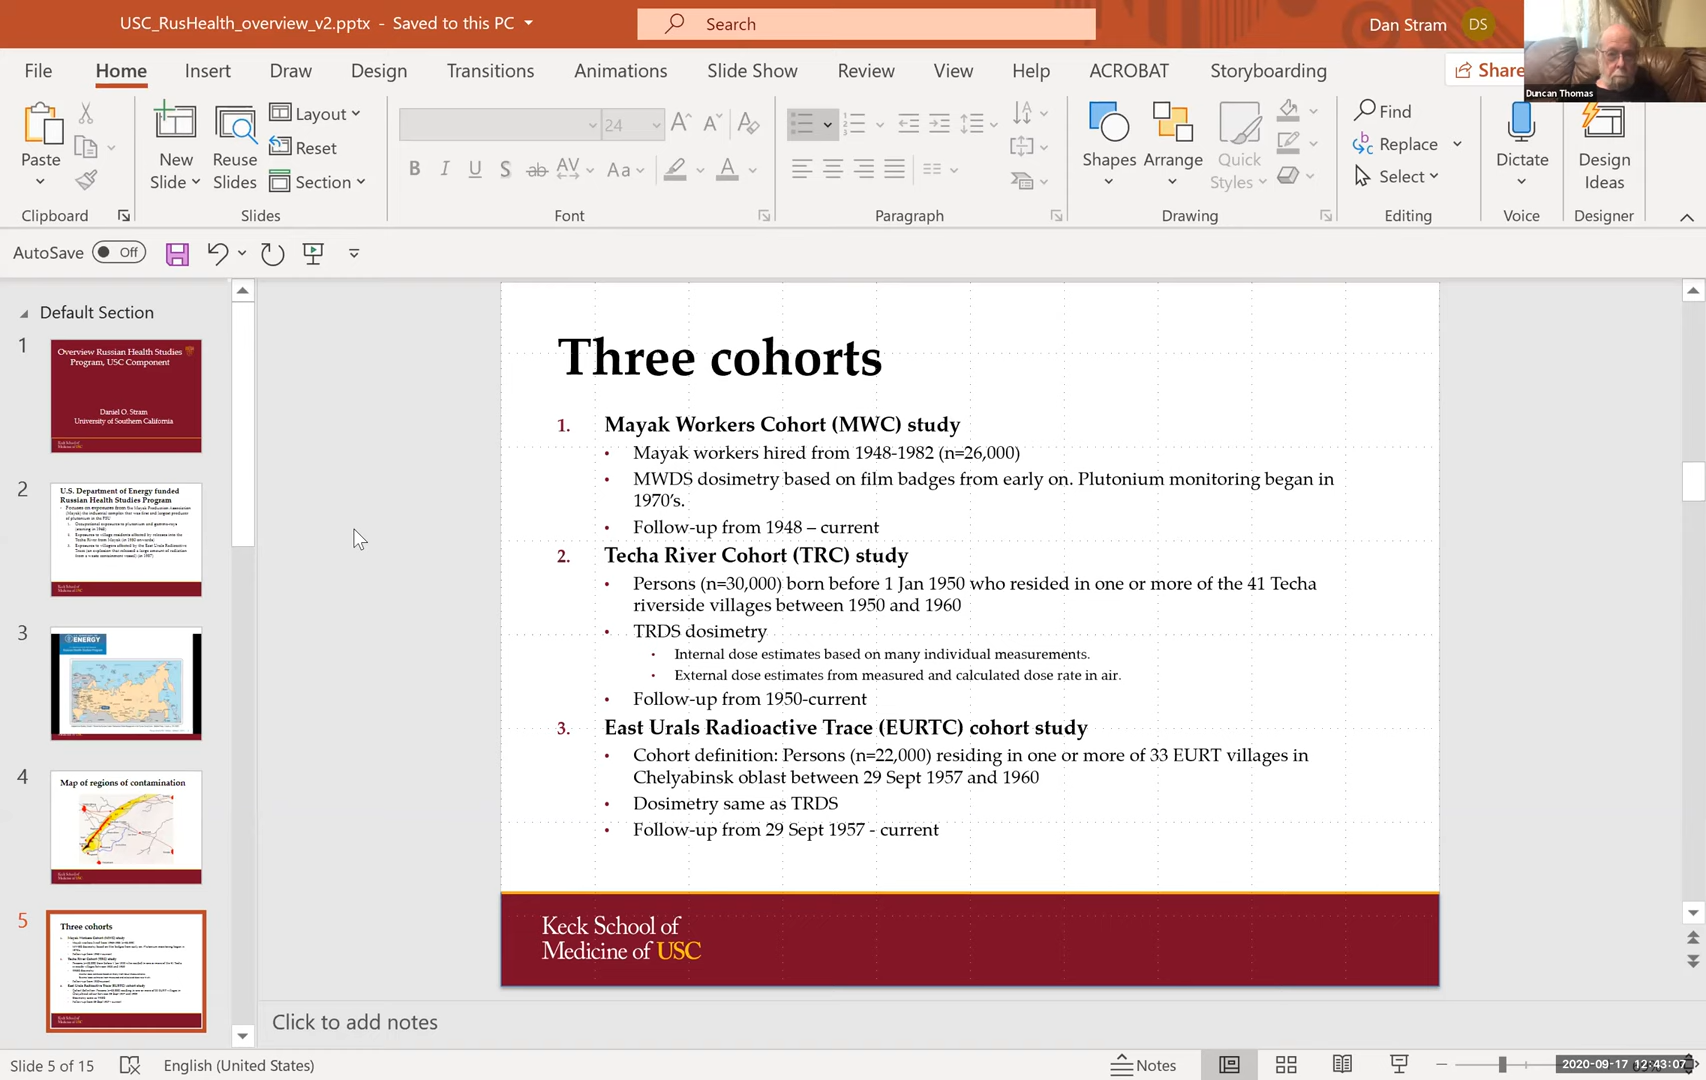 USC_RusHealth_overview_v2.pptx - Saved to this PC
Search
Dan Stram
DS
File
Home
Insert
Draw
Design
Transitions
Animations
Slide Show
Review
View
Help
ACROBAT
Storyboarding
Share
Duncan Thomas
Paste
New
Slide
Reuse
Slides
Layout
Reset
Section
24
B I U S ab AV Aa A
Shapes
Arrange
Quick
Styles
Find
Replace
Select
Dictate
Design
Ideas
Clipboard
Slides
Font
Paragraph
Drawing
Editing
Voice
Designer
AutoSave
Off
Default Section
1
Overview Russian Health Studies
Program, USC Component
Daniel O. Stram
University of Southern California
Keck School of
Medicine of USC
2
U.S. Department of Energy funded
Russian Health Studies Program
3
ENERGY
4
Map of regions of contamination
5
Three cohorts
Three cohorts
1. Mayak Workers Cohort (MWC) study
• Mayak workers hired from 1948-1982 (n=26,000)
• MWDS dosimetry based on film badges from early on. Plutonium monitoring began in
1970's.
• Follow-up from 1948 – current
2. Techa River Cohort (TRC) study
• Persons (n=30,000) born before 1 Jan 1950 who resided in one or more of the 41 Techa
riverside villages between 1950 and 1960
• TRDS dosimetry
• Internal dose estimates based on many individual measurements.
• External dose estimates from measured and calculated dose rate in air.
• Follow-up from 1950-current
3. East Urals Radioactive Trace (EURTC) cohort study
• Cohort definition: Persons (n=22,000) residing in one or more of 33 EURT villages in
Chelyabinsk oblast between 29 Sept 1957 and 1960
• Dosimetry same as TRDS
• Follow-up from 29 Sept 1957 - current
Keck School of
Medicine of USC
Click to add notes
Slide 5 of 15
English (United States)
Notes
2020-09-17 12:43:07